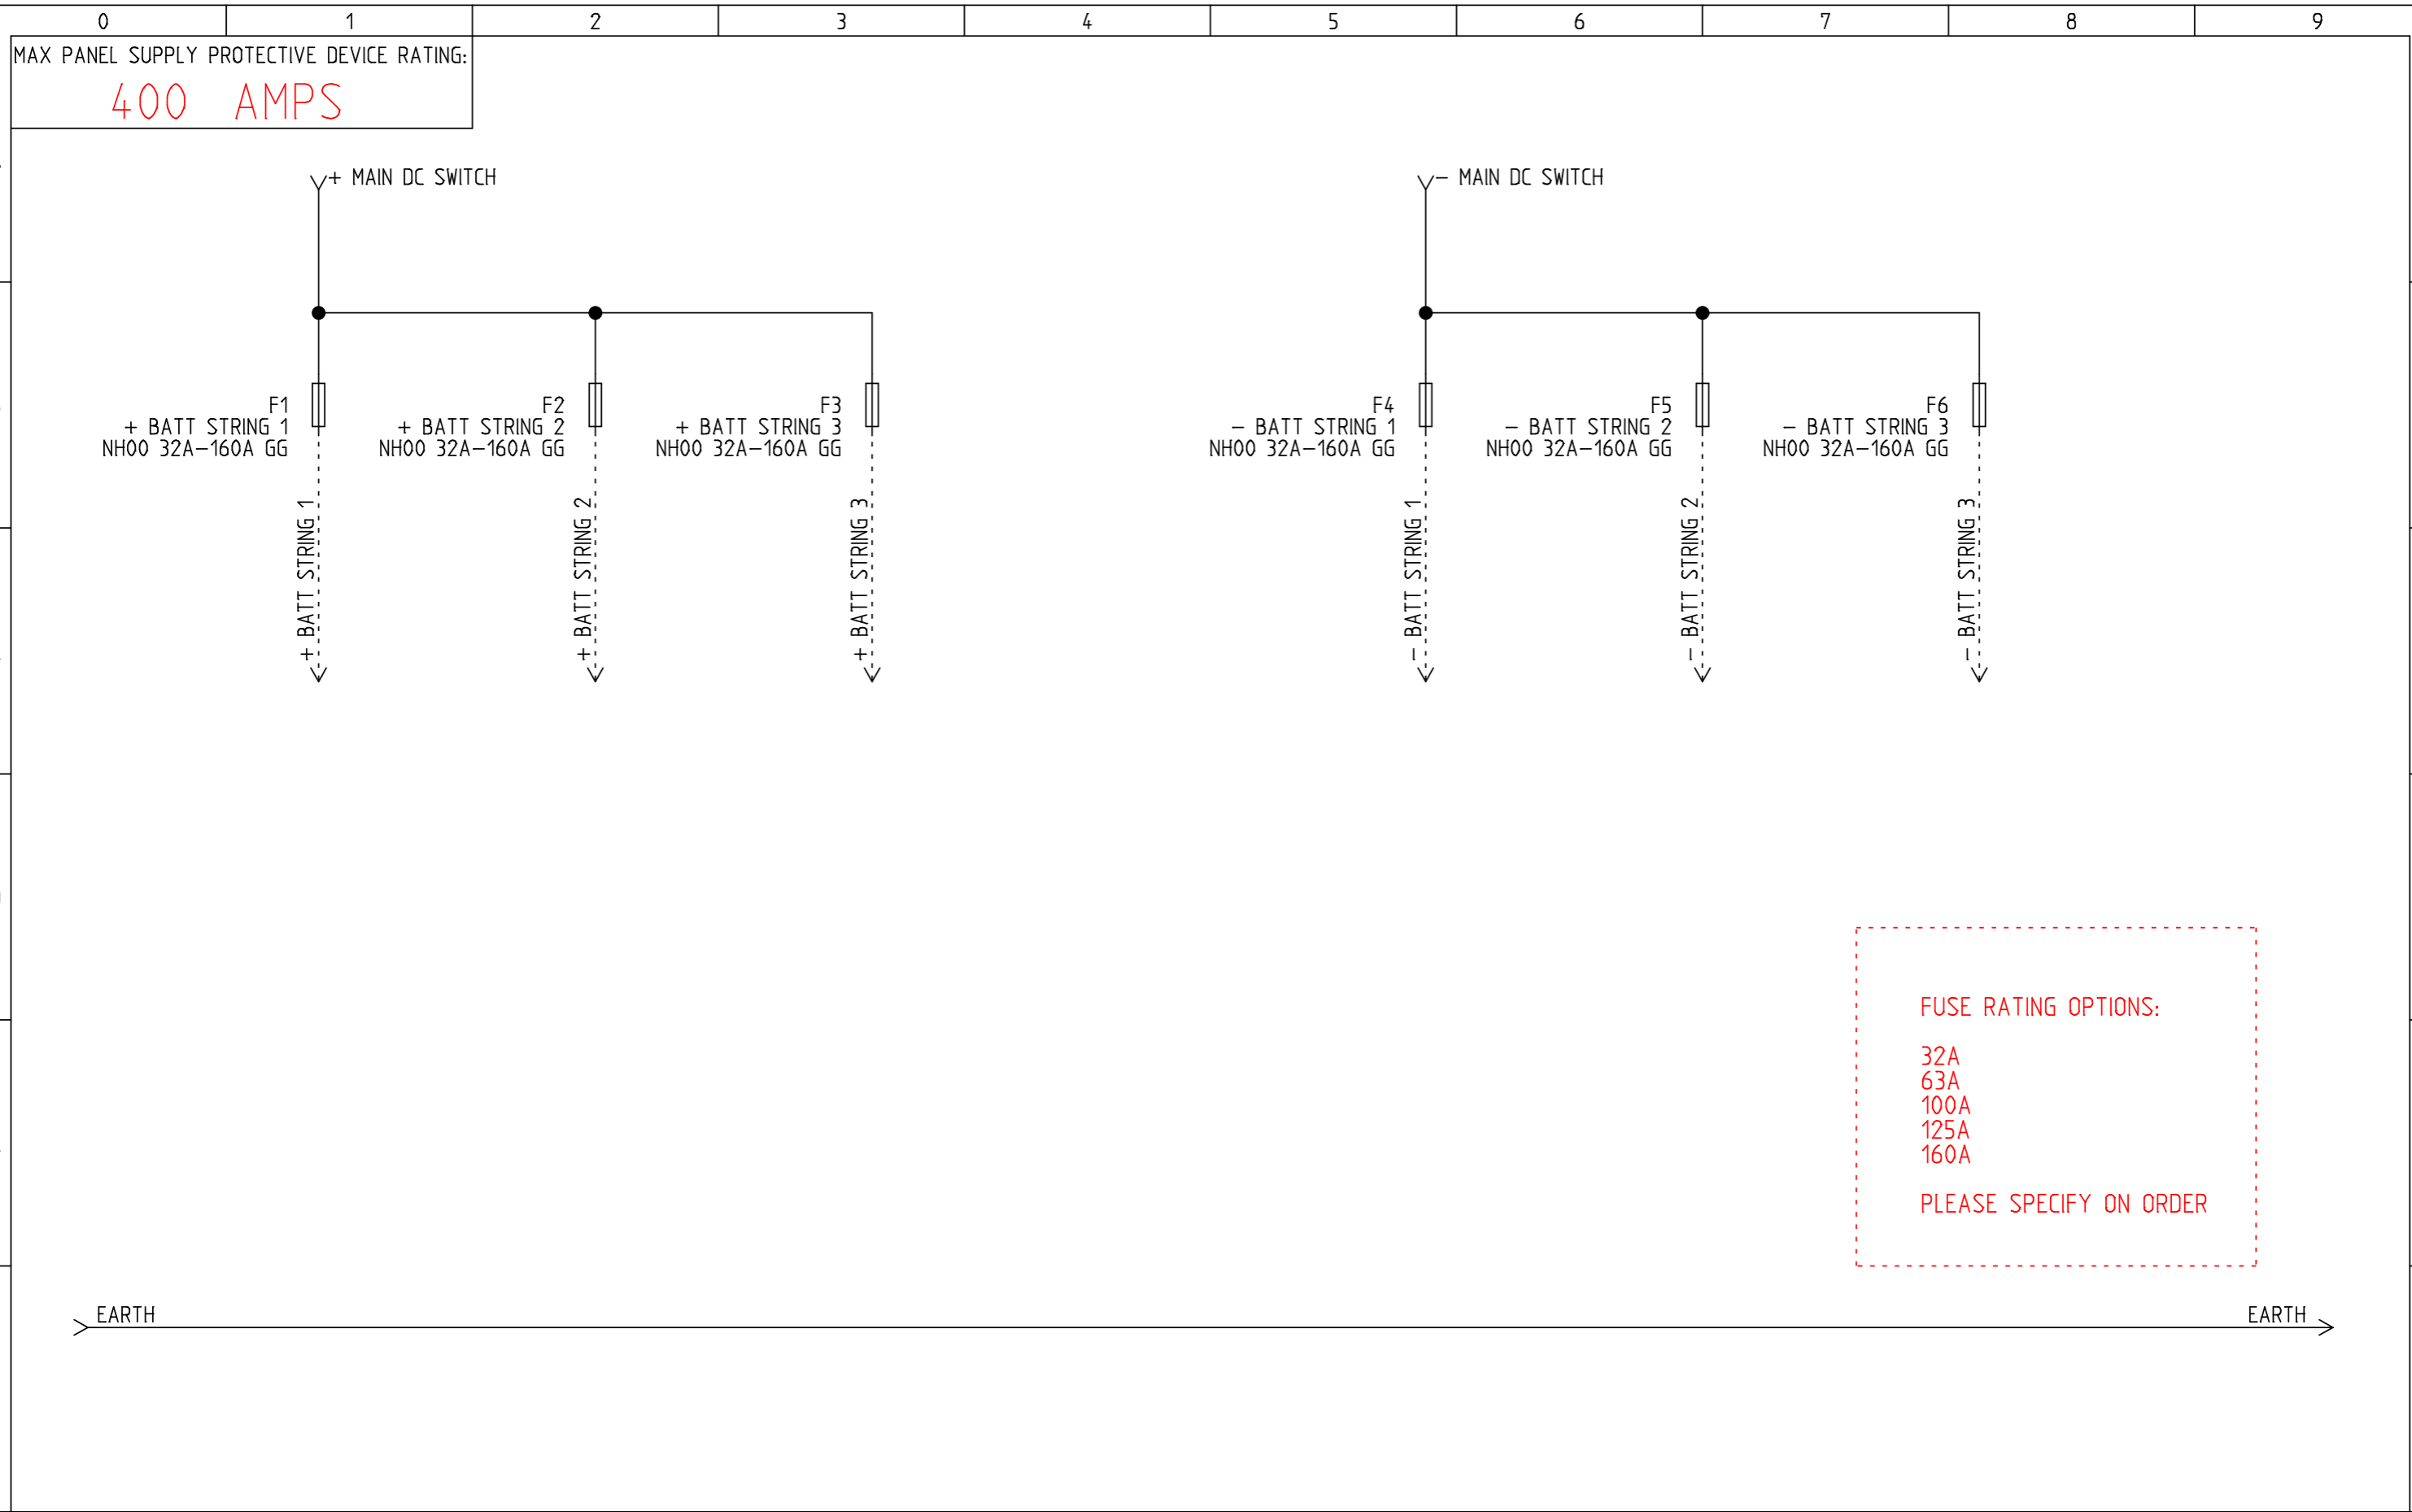 0 1 2 3 4 5 6 7 8 9
MAX PANEL SUPPLY PROTECTIVE DEVICE RATING:
400 AMPS
+ MAIN DC SWITCH
− MAIN DC SWITCH
F1
+ BATT STRING 1
NH00 32A−160A GG
F2
+ BATT STRING 2
NH00 32A−160A GG
F3
+ BATT STRING 3
NH00 32A−160A GG
F4
− BATT STRING 1
NH00 32A−160A GG
F5
− BATT STRING 2
NH00 32A−160A GG
F6
− BATT STRING 3
NH00 32A−160A GG
+ BATT STRING 1
+ BATT STRING 2
+ BATT STRING 3
− BATT STRING 1
− BATT STRING 2
− BATT STRING 3
FUSE RATING OPTIONS:
32A
63A
100A
125A
160A
PLEASE SPECIFY ON ORDER
EARTH
EARTH